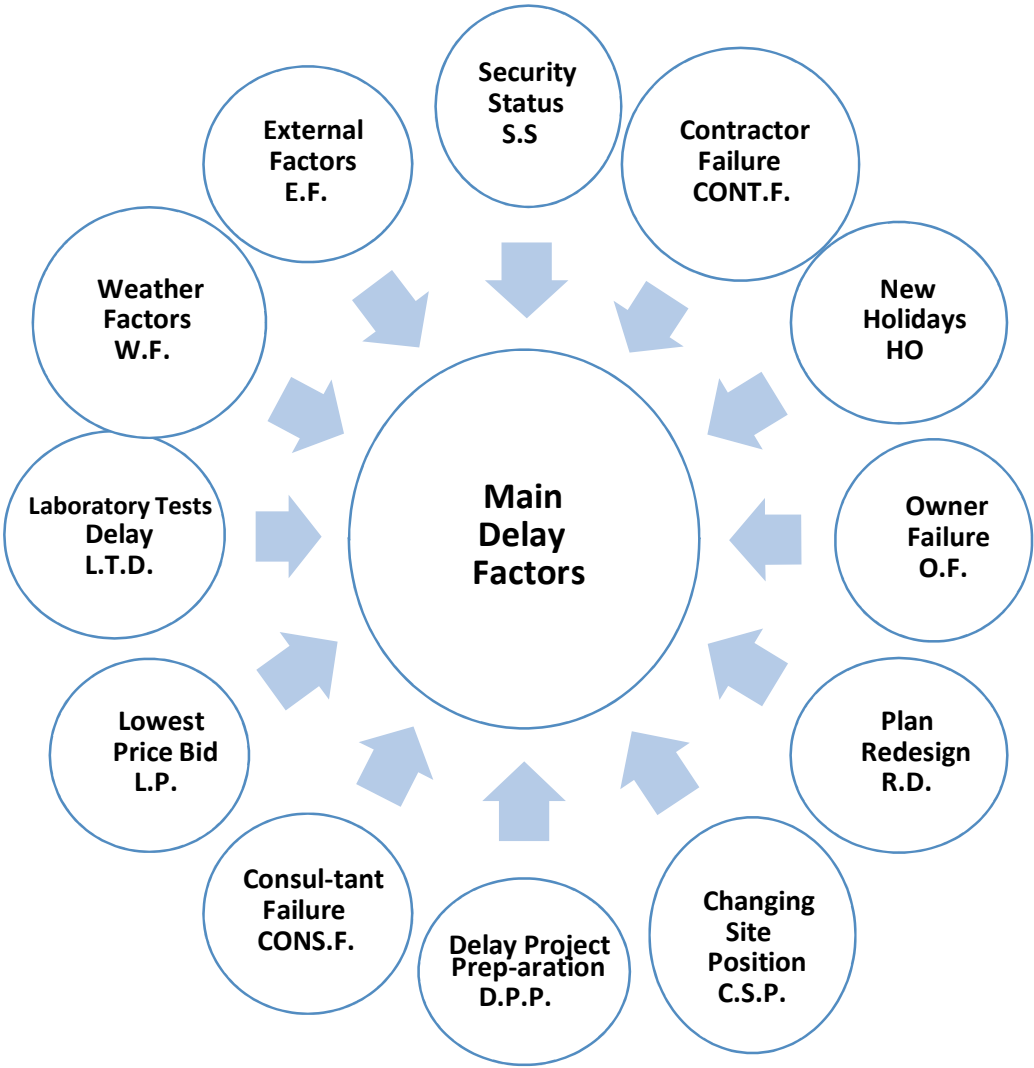 Security
Status
S.S
Contractor
Failure
CONT.F.
New
Holidays
HO
Owner
Failure
O.F.
Plan
Redesign
R.D.
Changing
Site
Position
C.S.P.
Delay Project
Prep-aration
D.P.P.
Consul-tant
Failure
CONS.F.
Lowest
Price Bid
L.P.
Laboratory Tests
Delay
L.T.D.
Weather
Factors
W.F.
External
Factors
E.F.
Main
Delay
Factors